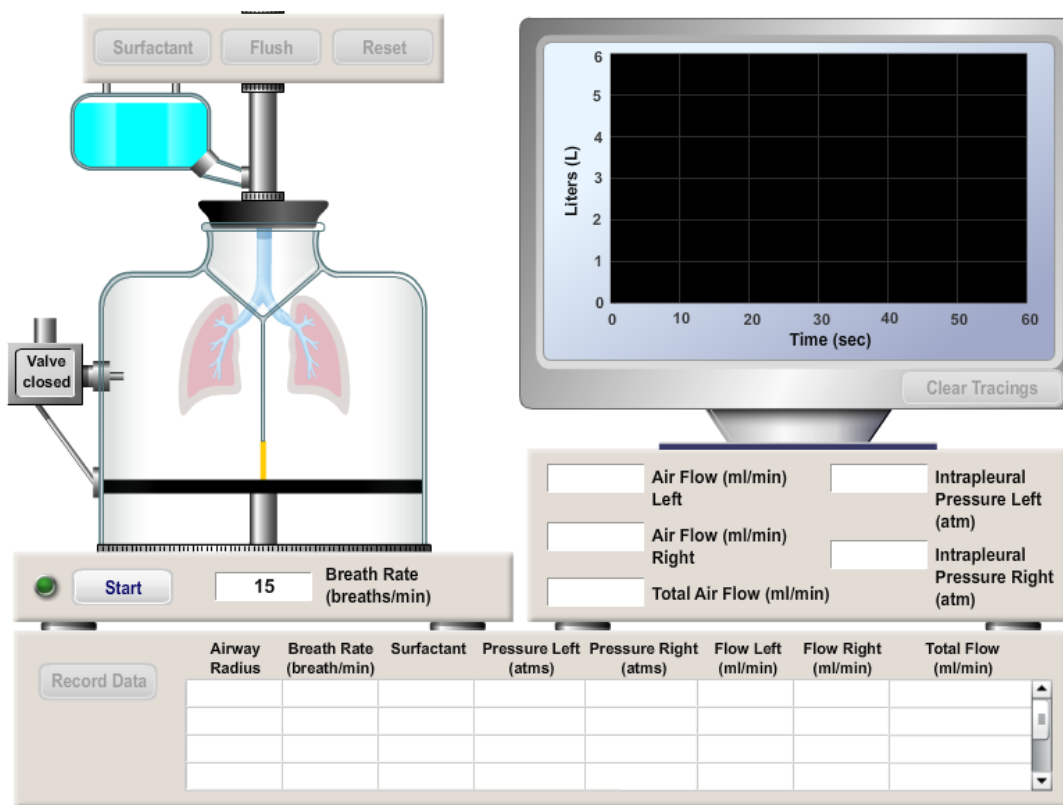 Surfactant Flush Reset
6
5
4
3
2
1
0
Liters (L)
0 10 20 30 40 50 60
Time (sec)
Clear Tracings
Valve
closed
Air Flow (ml/min)
Left
Intrapleural
Pressure Left
(atm)
Air Flow (ml/min)
Right
Intrapleural
Pressure Right
(atm)
Total Air Flow (ml/min)
Start
15
Breath Rate
(breaths/min)
Record Data
Airway
Radius
Breath Rate
(breath/min)
Surfactant
Pressure Left
(atms)
Pressure Right
(atms)
Flow Left
(ml/min)
Flow Right
(ml/min)
Total Flow
(ml/min)